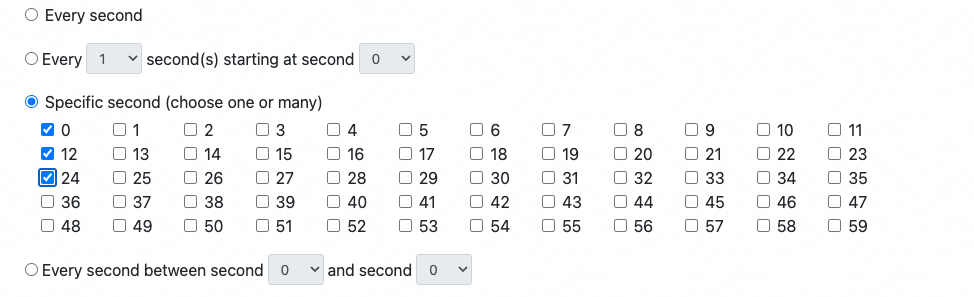 Every second
Every 1 second(s) starting at second 0
Specific second (choose one or many)
0 1 2 3 4 5 6 7 8 9 10 11
12 13 14 15 16 17 18 19 20 21 22 23
24 25 26 27 28 29 30 31 32 33 34 35
36 37 38 39 40 41 42 43 44 45 46 47
48 49 50 51 52 53 54 55 56 57 58 59
Every second between second 0 and second 0